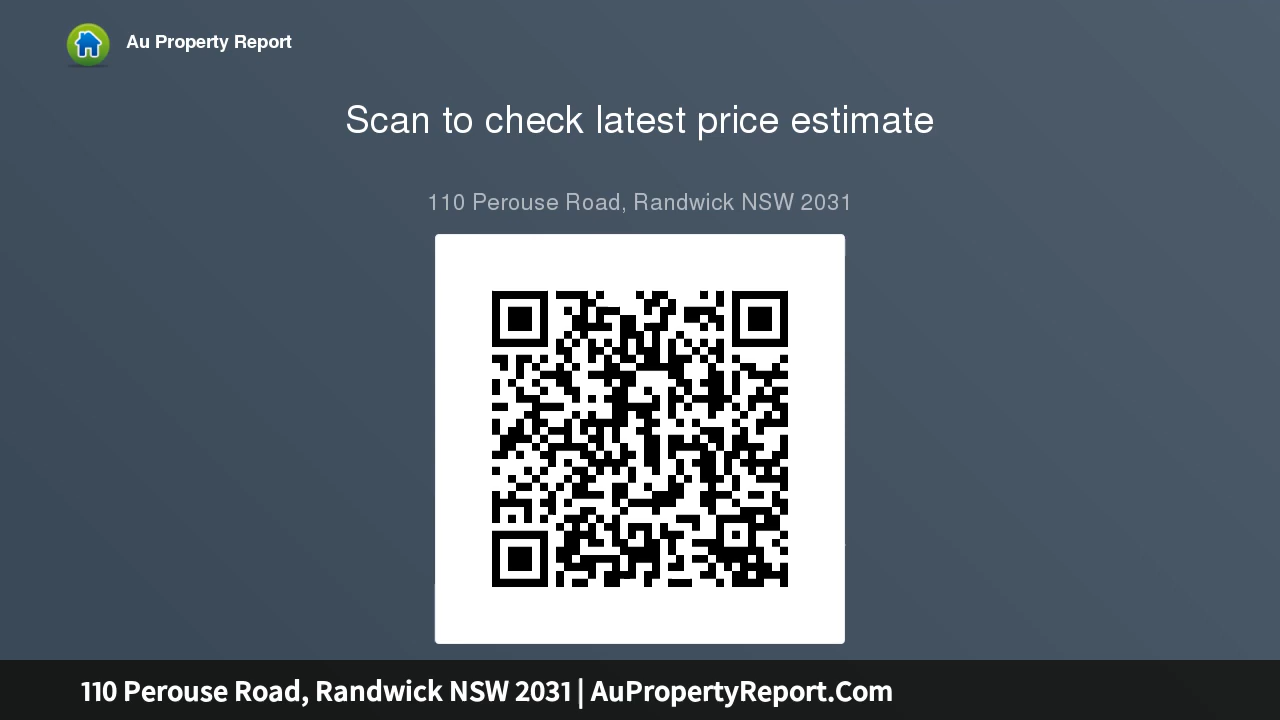 Au Property Report
Scan to check latest price estimate
110 Perouse Road, Randwick NSW 2031
110 Perouse Road, Randwick NSW 2031 | AuPropertyReport.Com